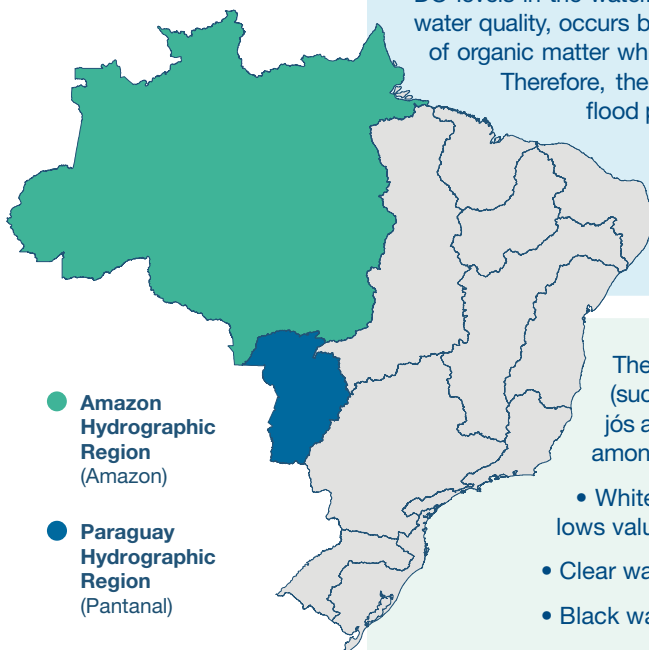 water quality, occurs b
of organic matter wh
Therefore, the
flood p
Amazon
Hydrographic
Region
(Amazon)
Paraguay
Hydrographic
Region
(Pantanal)
The
(suc
jós a
amon
• White
lows valu
• Clear wa
• Black wa